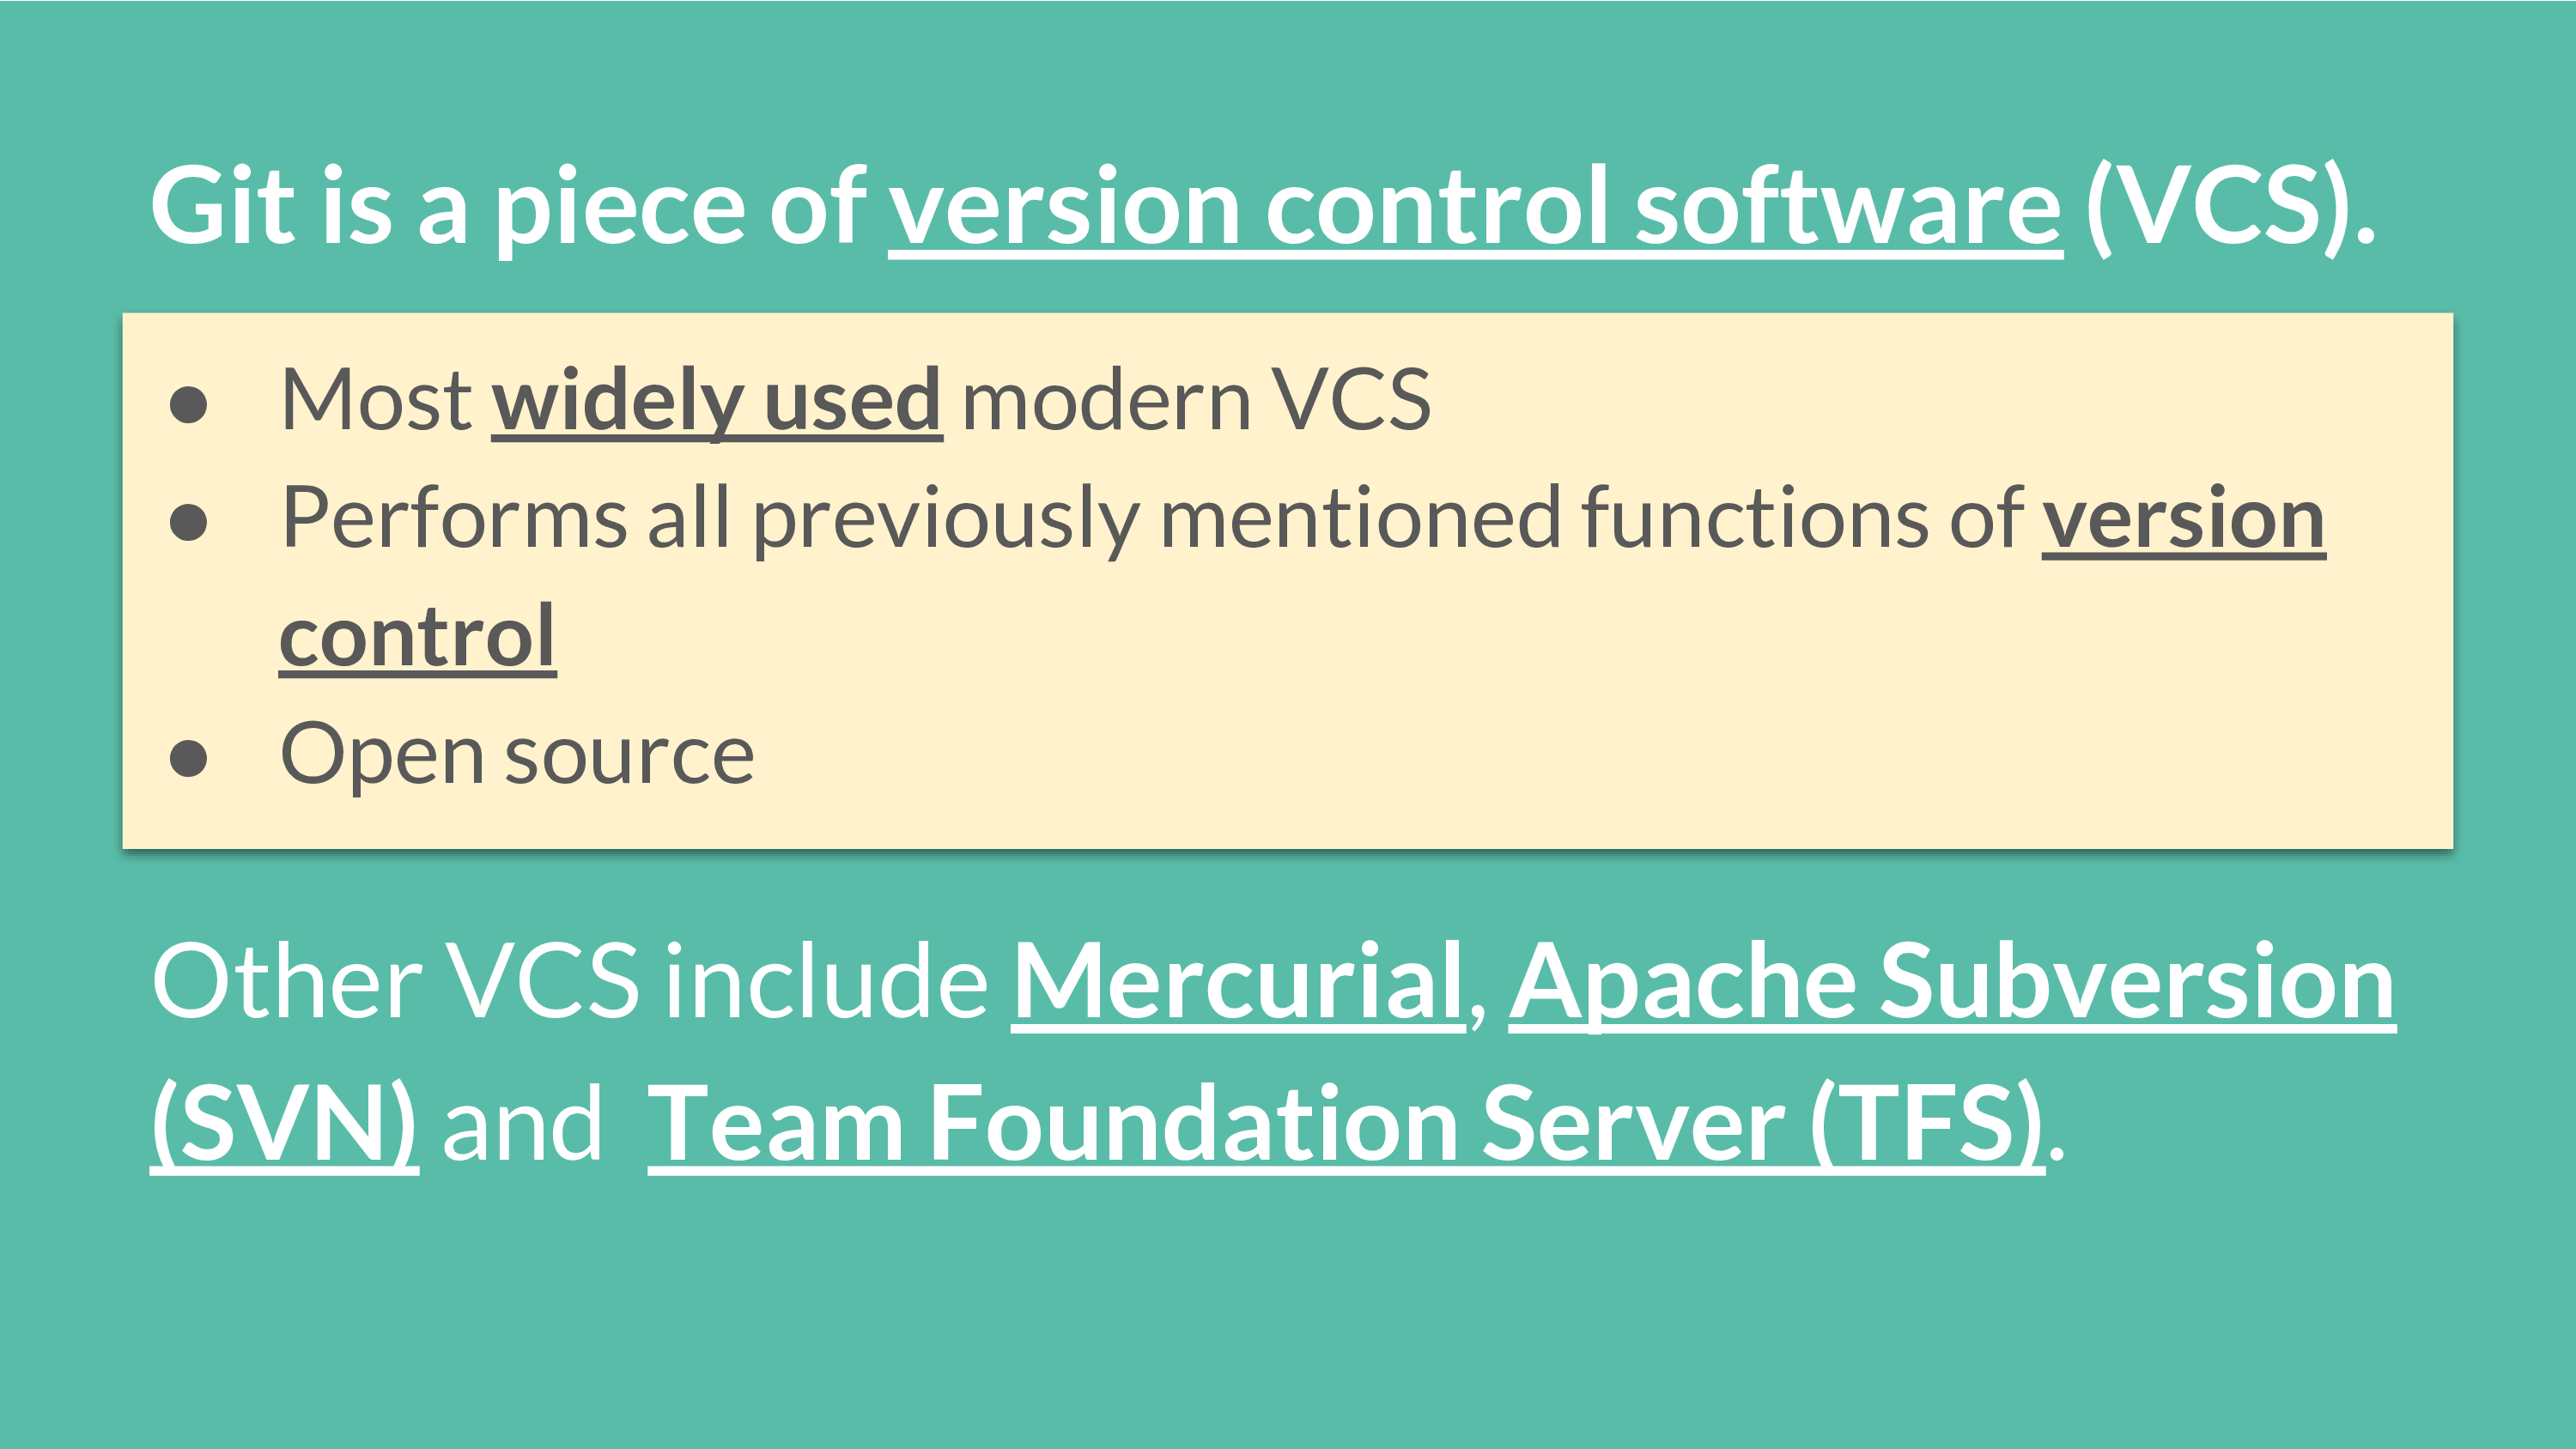 Git is a piece of version control software (VCS).
● Most widely used modern VCS
● Performs all previously mentioned functions of version
control
● Open source
Other VCS include Mercurial, Apache Subversion
(SVN) and Team Foundation Server (TFS).